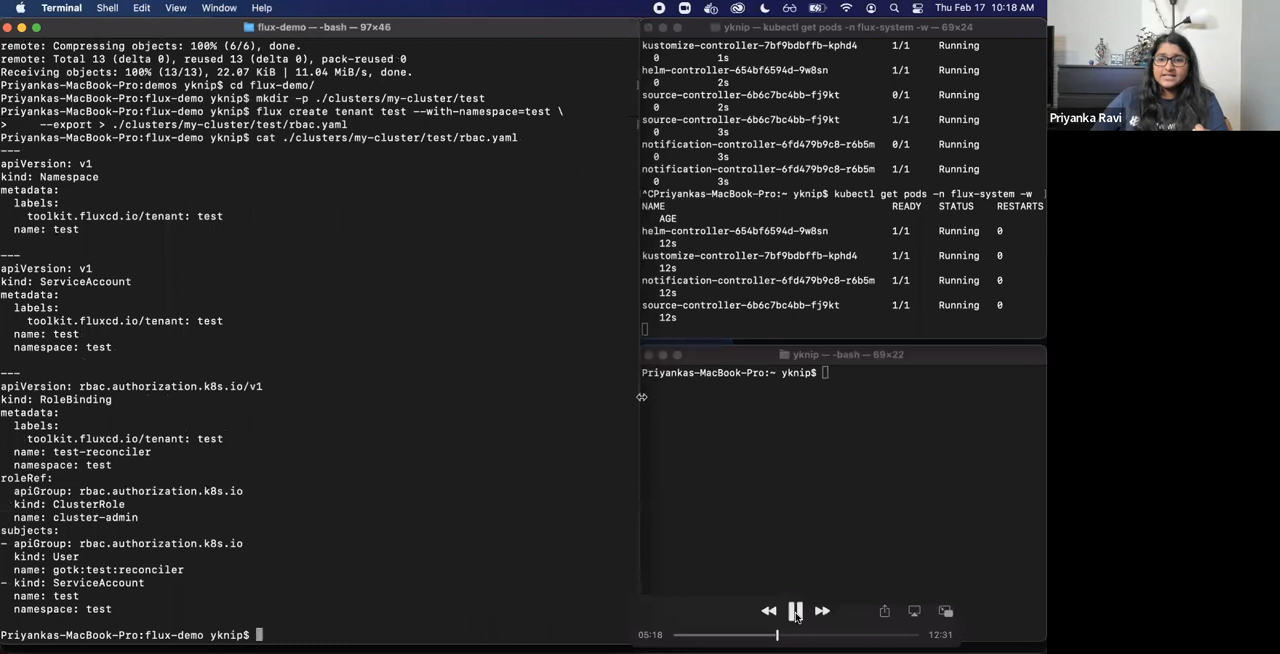 Terminal Shell Edit View Window Help Thu Feb 17 10:18 AM
flux-demo — -bash — 97×46
remote: Compressing objects: 100% (6/6), done.
remote: Total 13 (delta 0), reused 13 (delta 0), pack-reused 0
Receiving objects: 100% (13/13), 22.07 KiB | 11.04 MiB/s, done.
Priyankas-MacBook-Pro:demos yknip$ cd flux-demo/
Priyankas-MacBook-Pro:flux-demo yknip$ mkdir -p ./clusters/my-cluster/test
Priyankas-MacBook-Pro:flux-demo yknip$ flux create tenant test --with-namespace=test \
> --export > ./clusters/my-cluster/test/rbac.yaml
Priyankas-MacBook-Pro:flux-demo yknip$ cat ./clusters/my-cluster/test/rbac.yaml
---
apiVersion: v1
kind: Namespace
metadata:
labels:
toolkit.fluxcd.io/tenant: test
name: test
---
apiVersion: v1
kind: ServiceAccount
metadata:
labels:
toolkit.fluxcd.io/tenant: test
name: test
namespace: test
---
apiVersion: rbac.authorization.k8s.io/v1
kind: RoleBinding
metadata:
labels:
toolkit.fluxcd.io/tenant: test
name: test-reconciler
namespace: test
roleRef:
apiGroup: rbac.authorization.k8s.io
kind: ClusterRole
name: cluster-admin
subjects:
- apiGroup: rbac.authorization.k8s.io
kind: User
name: gotk:test:reconciler
- kind: ServiceAccount
name: test
namespace: test
Priyankas-MacBook-Pro:flux-demo yknip$
yknip — kubectl get pods -n flux-system -w — 69×24
kustomize-controller-7bf9bdbffb-kphd4 1/1 Running
0 1s
helm-controller-654bf6594d-9w8sn 1/1 Running
0 2s
source-controller-6b6c7bc4bb-fj9kt 0/1 Running
0 2s
source-controller-6b6c7bc4bb-fj9kt 1/1 Running
0 3s
notification-controller-6fd479b9c8-r6b5m 0/1 Running
0 3s
notification-controller-6fd479b9c8-r6b5m 1/1 Running
0 3s
^CPriyankas-MacBook-Pro:~ yknip$ kubectl get pods -n flux-system -w
NAME READY STATUS RESTARTS
AGE
helm-controller-654bf6594d-9w8sn 1/1 Running 0
12s
kustomize-controller-7bf9bdbffb-kphd4 1/1 Running 0
12s
notification-controller-6fd479b9c8-r6b5m 1/1 Running 0
12s
source-controller-6b6c7bc4bb-fj9kt 1/1 Running 0
12s
yknip — -bash — 69×22
Priyankas-MacBook-Pro:~ yknip$
05:18 12:31
Priyanka Ravi